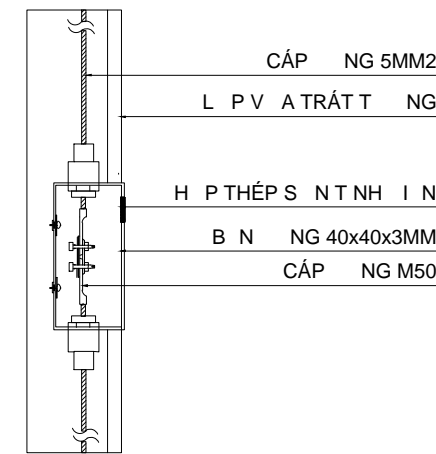 CÁP NG 5MM2
L P V A TRÁT T NG
H P THÉP S N T NH I N
B N NG 40x40x3MM
CÁP NG M50